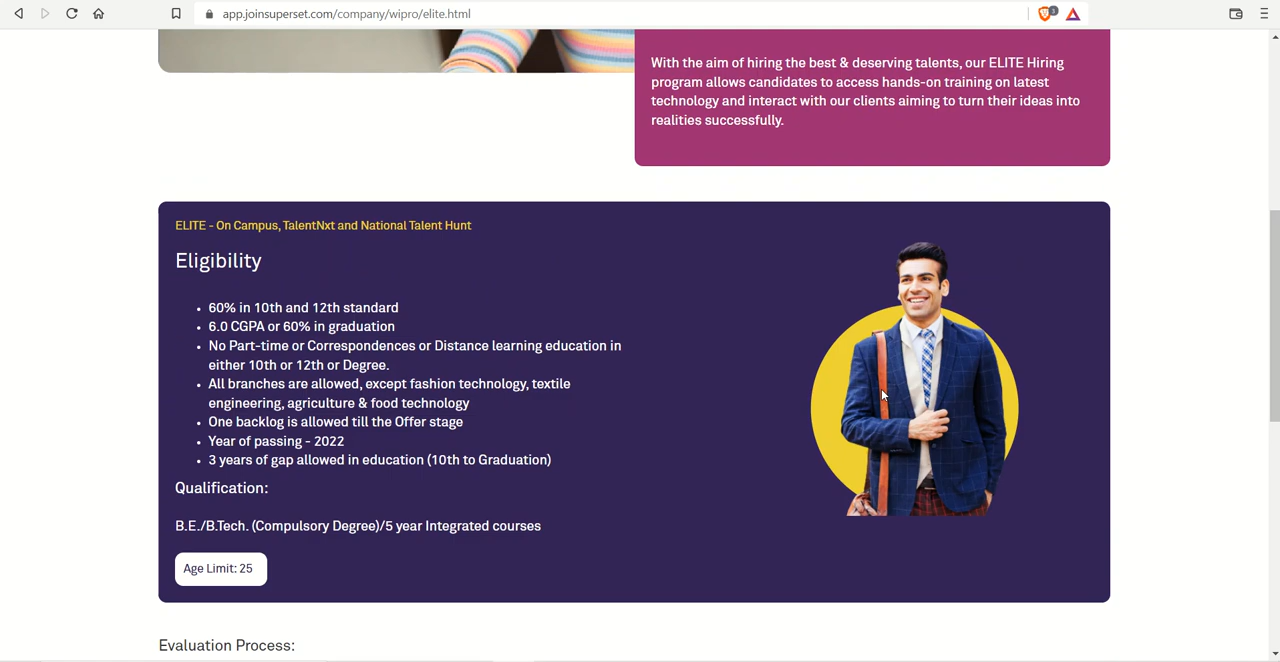 app.joinsuperset.com/company/wipro/elite.html
3
With the aim of hiring the best & deserving talents, our ELITE Hiring
program allows candidates to access hands-on training on latest
technology and interact with our clients aiming to turn their ideas into
realities successfully.
ELITE - On Campus, TalentNxt and National Talent Hunt
Eligibility
• 60% in 10th and 12th standard
• 6.0 CGPA or 60% in graduation
• No Part-time or Correspondences or Distance learning education in
either 10th or 12th or Degree.
• All branches are allowed, except fashion technology, textile
engineering, agriculture & food technology
• One backlog is allowed till the Offer stage
• Year of passing - 2022
• 3 years of gap allowed in education (10th to Graduation)
Qualification:
B.E./B.Tech. (Compulsory Degree)/5 year Integrated courses
Age Limit: 25
Evaluation Process: